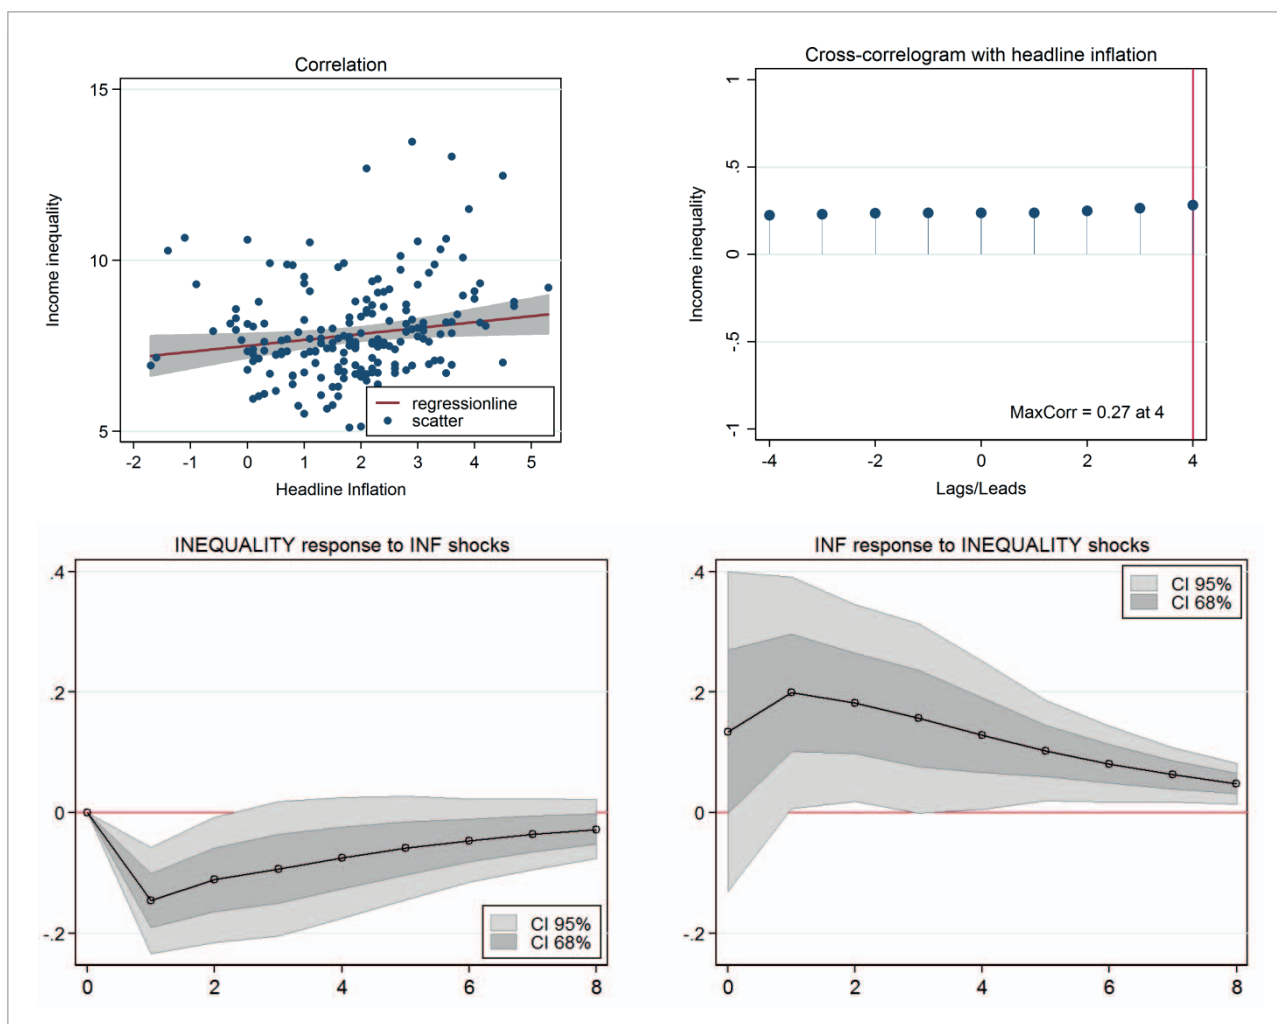 Correlation
15
10
5
Income inequality
-2 -1 0 1 2 3 4 5
Headline Inflation
regressionline
scatter
Cross-correlogram with headline inflation
1
.5
0
-.5
-1
Income inequality
MaxCorr = 0.27 at 4
-4 -2 0 2 4
Lags/Leads
INEQUALITY response to INF shocks
.4
.2
0
-.2
CI 95%
CI 68%
0 2 4 6 8
INF response to INEQUALITY shocks
.4
.2
0
-.2
CI 95%
CI 68%
0 2 4 6 8